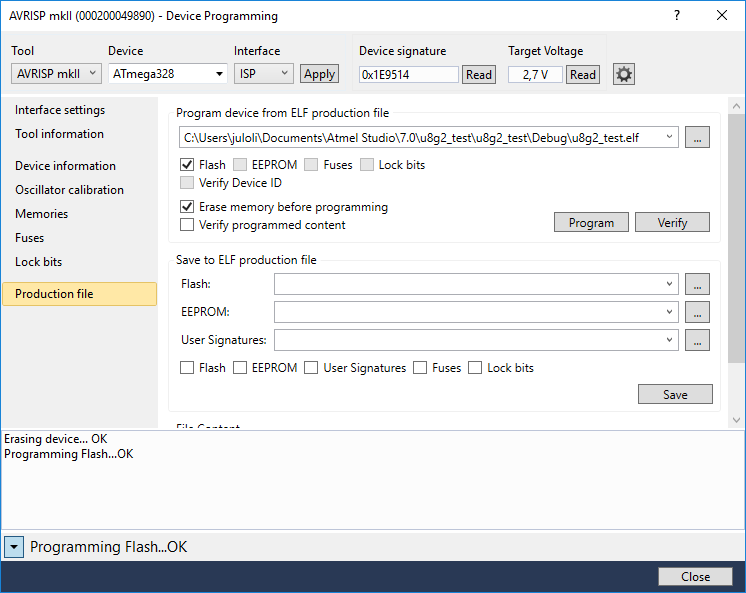 AVRISP mkII (000200049890) - Device Programming
Tool Device Interface Device signature Target Voltage
AVRISP mkII ATmega328 ISP Apply 0x1E9514 Read 2,7 V Read
Interface settings
Tool information
Device information
Oscillator calibration
Memories
Fuses
Lock bits
Production file
Program device from ELF production file
C:\Users\juloli\Documents\Atmel Studio\7.0\u8g2_test\u8g2_test\Debug\u8g2_test.elf ...
Flash EEPROM Fuses Lock bits
Verify Device ID
Erase memory before programming
Verify programmed content
Program Verify
Save to ELF production file
Flash: ...
EEPROM: ...
User Signatures: ...
Flash EEPROM User Signatures Fuses Lock bits
Save
File Content
Erasing device... OK
Programming Flash...OK
Programming Flash...OK
Close